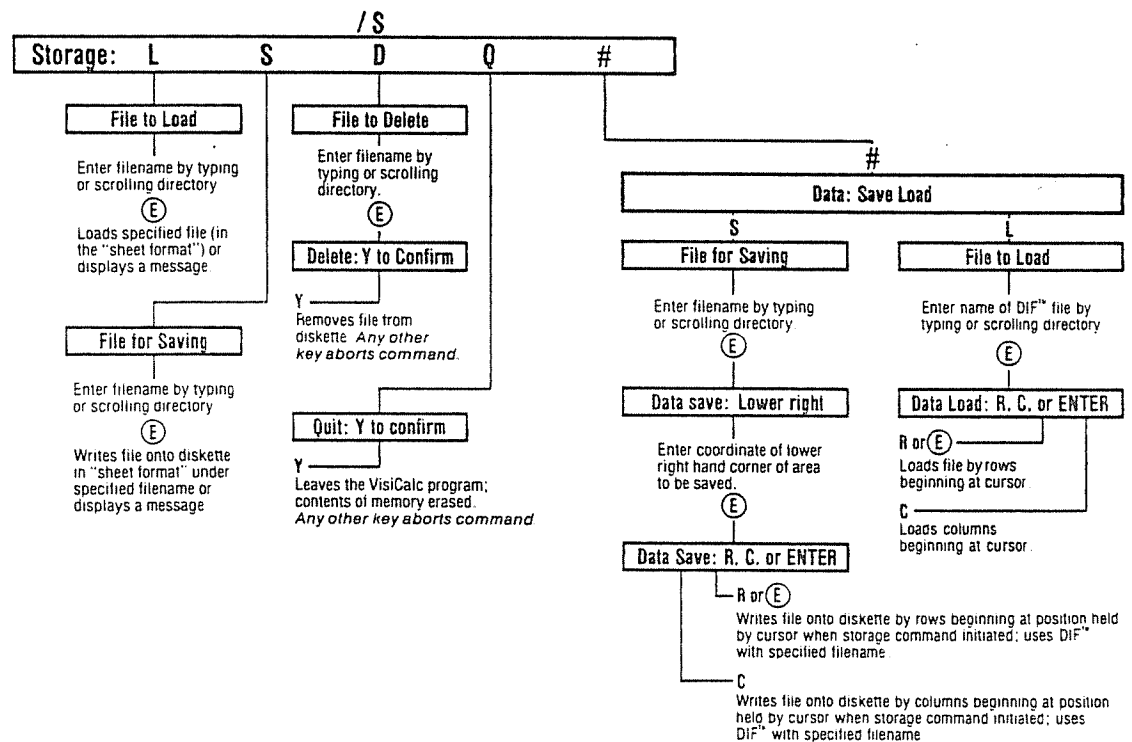 /S
Storage: L S D Q #
File to Load
Enter filename by typing
or scrolling directory
E
Loads specified file (in
the "sheet format") or
displays a message
File for Saving
Enter filename by typing
or scrolling directory
E
Writes file onto diskette
in "sheet format" under
specified filename or
displays a message
File to Delete
Enter filename by
typing or scrolling
directory.
E
Delete: Y to Confirm
Y
Removes file from
diskette Any other
key aborts command.
Quit: Y to confirm
Y
Leaves the VisiCalc program;
contents of memory erased.
Any other key aborts command
#
Data: Save Load
S
File for Saving
Enter filename by typing
or scrolling directory
E
Data save: Lower right
Enter coordinate of lower
right hand corner of area
to be saved.
E
Data Save: R. C. or ENTER
R or E
Writes file onto diskette by rows beginning at position held
by cursor when storage command initiated; uses DIF™
with specified filename
C
Writes file onto diskette by columns beginning at position
held by cursor when storage command initiated; uses
DIF™ with specified filename
L
File to Load
Enter name of DIF™ file by
typing or scrolling directory
E
Data Load: R. C. or ENTER
R or E
Loads file by rows
beginning at cursor
C
Loads columns
beginning at cursor.